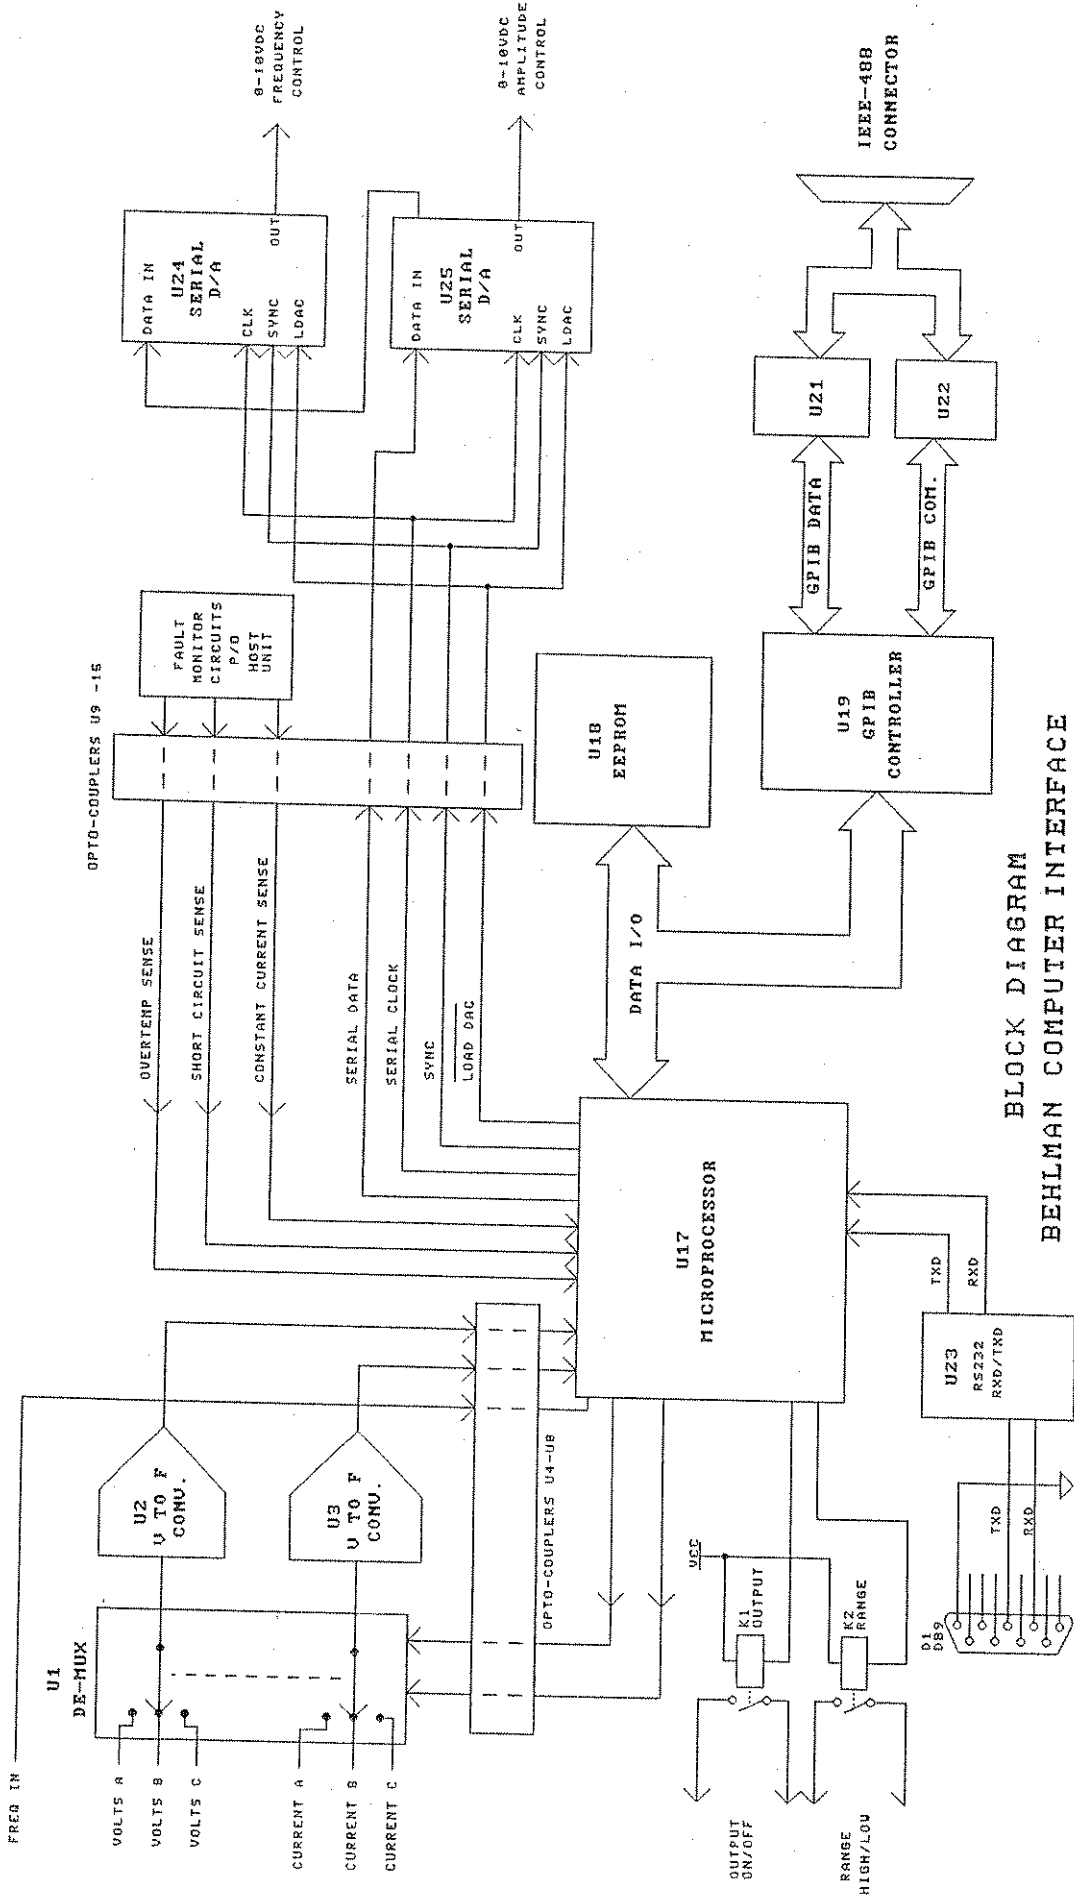 FREQ IN
VOLTS A
VOLTS B
VOLTS C
CURRENT A
CURRENT B
CURRENT C
U1
DE-MUX
U2
V TO F
CONV.
U3
V TO F
CONV.
OPTO-COUPLERS U4-U8
OVERTEMP SENSE
SHORT CIRCUIT SENSE
CONSTANT CURRENT SENSE
SERIAL DATA
SERIAL CLOCK
SYNC
LOAD DAC
OPTO-COUPLERS U9 -15
FAULT
MONITOR
CIRCUITS
P/O
HOST
UNIT
DATA IN
U24
SERIAL
D/A
CLK
SYNC
LDAC
OUT
0-10VDC
FREQUENCY
CONTROL
DATA IN
U25
SERIAL
D/A
CLK
SYNC
LDAC
OUT
0-10VDC
AMPLITUDE
CONTROL
OUTPUT
ON/OFF
RANGE
HIGH/LOW
VCC
K1
OUTPUT
K2
RANGE
U17
MICROPROCESSOR
DATA I/O
U18
EEPROM
U19
GPIB
CONTROLLER
GPIB DATA
GPIB COM.
U21
U22
IEEE-488
CONNECTOR
D1
DB9
TXD
RXD
U23
RS232
RXD/TXD
TXD
RXD
BLOCK DIAGRAM
BEHLMAN COMPUTER INTERFACE